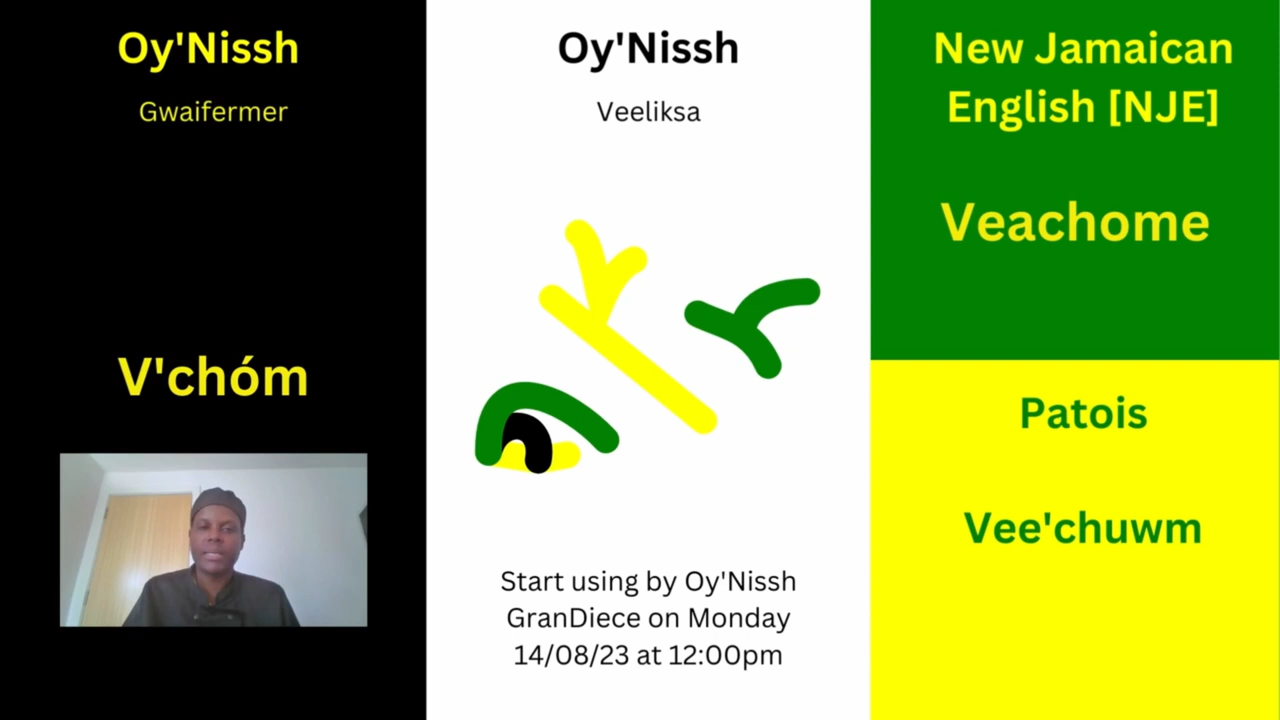 Oy'Nissh
Gwaifermer
V'chóm
Oy'Nissh
Veeliksa
Start using by Oy'Nissh
GranDiece on Monday
14/08/23 at 12:00pm
New Jamaican
English [NJE]
Veachome
Patois
Vee'chuwm